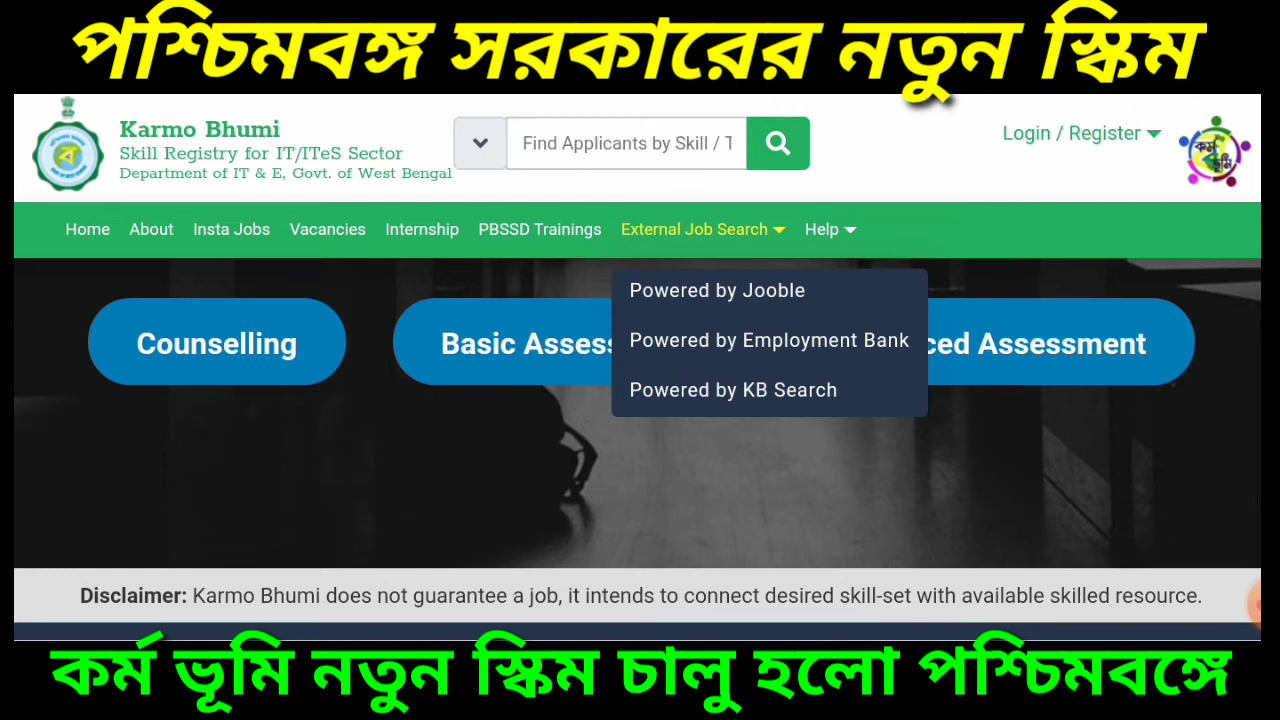 পশ্চিমবঙ্গ সরকারের নতুন স্কিম
Karmo Bhumi
Skill Registry for IT/ITeS Sector
Department of IT & E, Govt. of West Bengal
Find Applicants by Skill / T
Login / Register
কর্ম ভূমি
Home About Insta Jobs Vacancies Internship PBSSD Trainings External Job Search Help
Powered by Jooble
Powered by Employment Bank
Powered by KB Search
Counselling Basic Assess ced Assessment
Disclaimer: Karmo Bhumi does not guarantee a job, it intends to connect desired skill-set with available skilled resource.
কর্ম ভূমি নতুন স্কিম চালু হলো পশ্চিমবঙ্গে